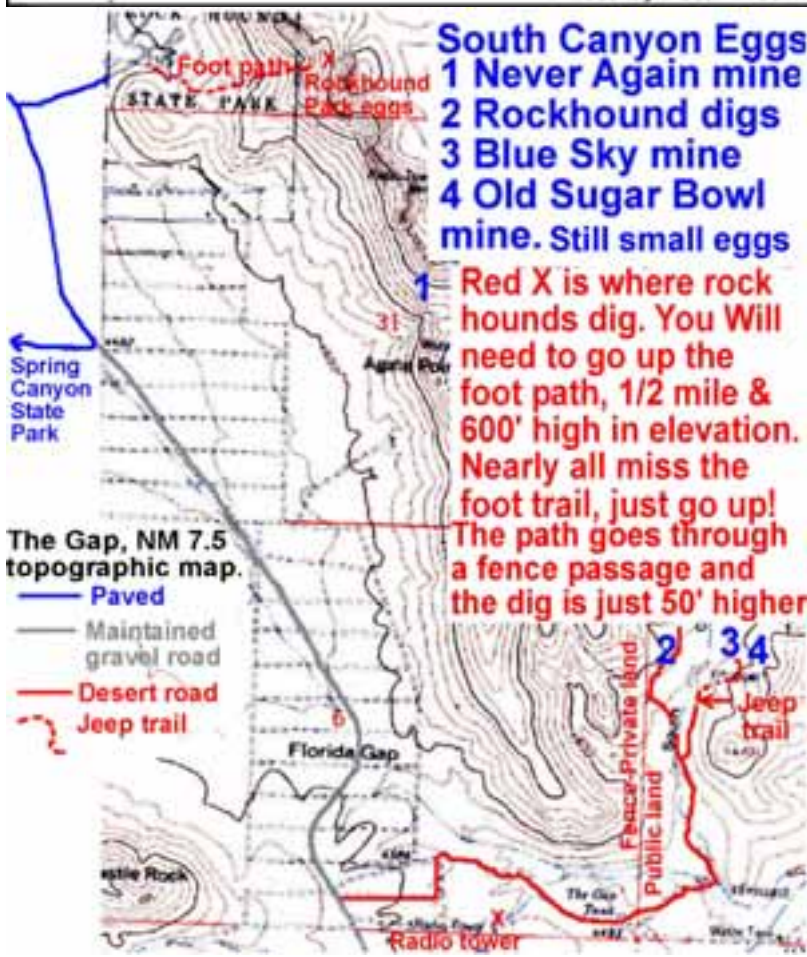 South Canyon Eggs
1 Never Again mine
2 Rockhound digs
3 Blue Sky mine
4 Old Sugar Bowl
mine. Still small eggs
Foot path
X
Rockhound
Park eggs
STATE PARK
Red X is where rock
hounds dig. You Will
need to go up the
foot path, 1/2 mile &
600' high in elevation.
Nearly all miss the
foot trail, just go up!
The path goes through
a fence passage and
the dig is just 50' higher
1
31
Spring
Canyon
State
Park
The Gap, NM 7.5
topographic map.
Paved
Maintained
gravel road
Desert road
Jeep trail
6
Florida Gap
2
3
4
Jeep
trail
Fence-Private land
Public land
The Gap
Tank
X
Radio tower